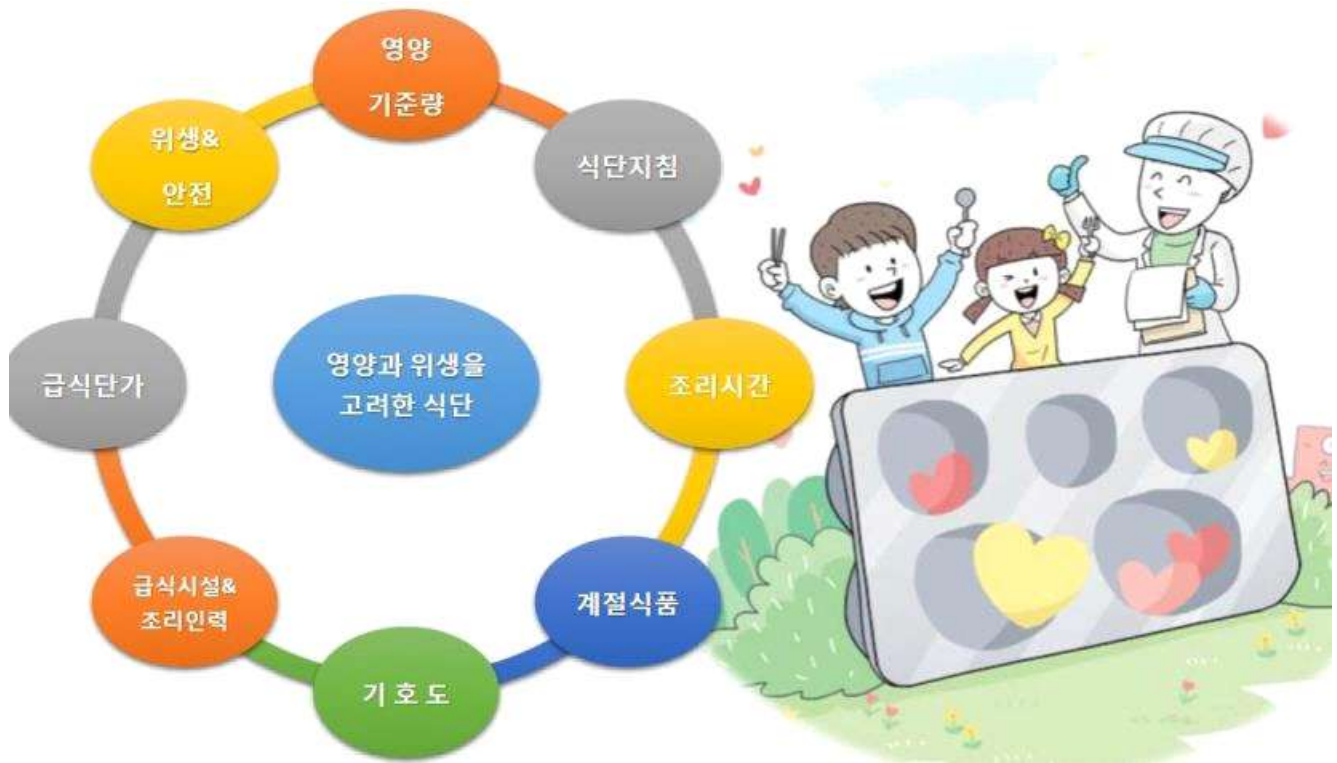 영양
기준량
위생&
안전
식단지침
급식단가
영양과 위생을
고려한 식단
조리시간
급식시설&
조리인력
계절식품
기 호 도